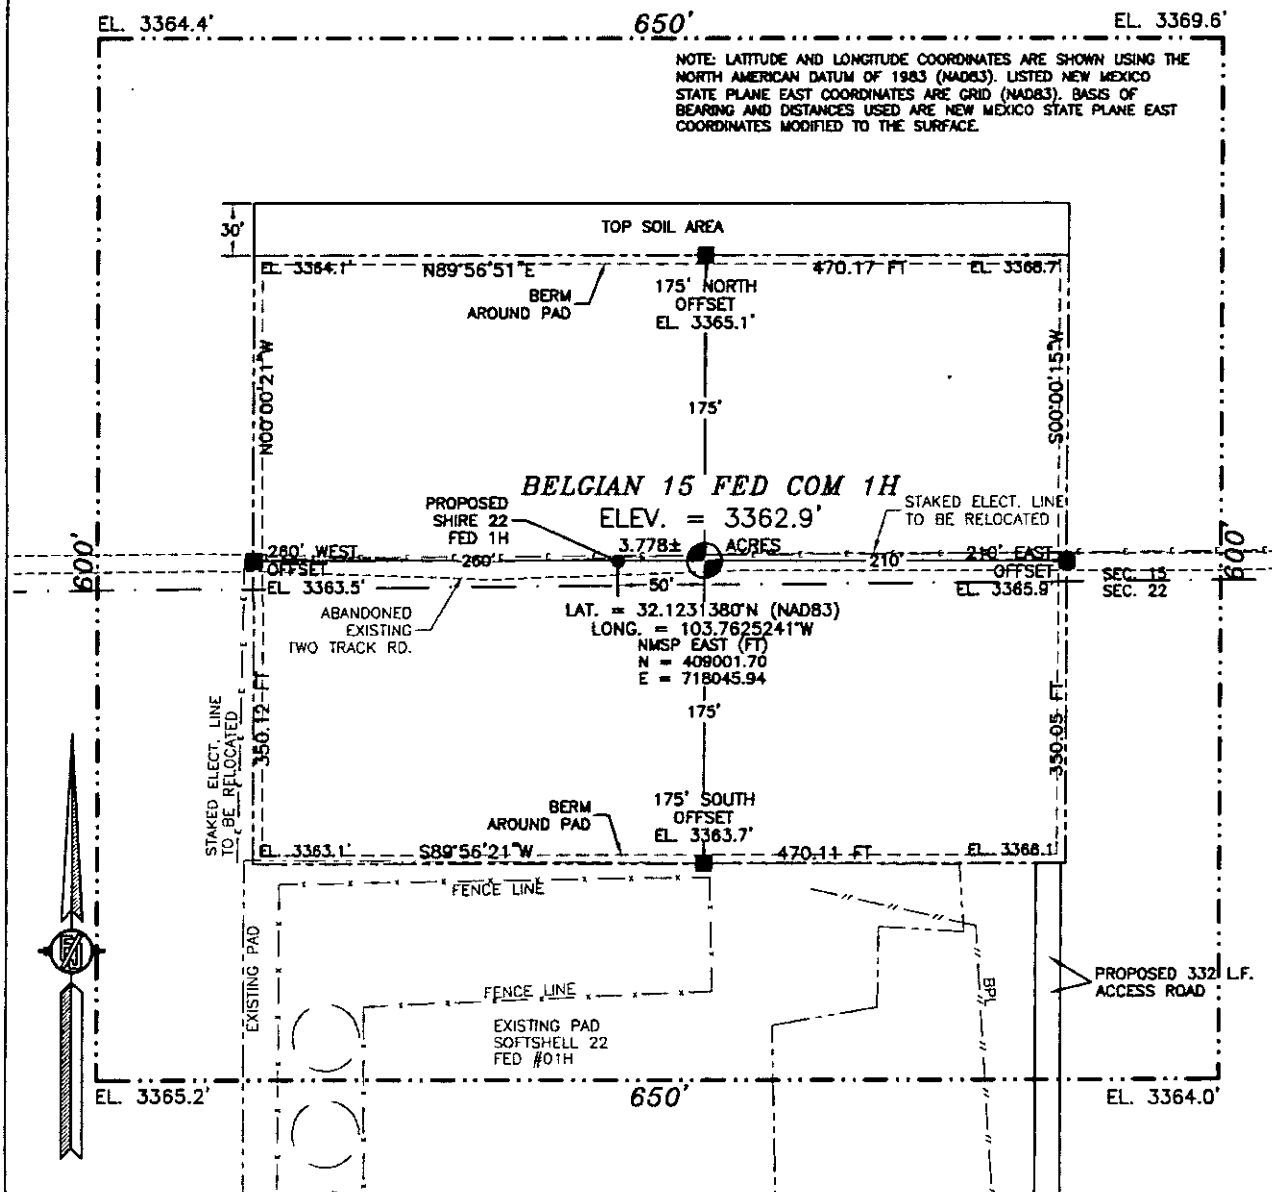 EL. 3364.4'
650'
EL. 3369.6'
NOTE: LATITUDE AND LONGITUDE COORDINATES ARE SHOWN USING THE
NORTH AMERICAN DATUM OF 1983 (NAD83). LISTED NEW MEXICO
STATE PLANE EAST COORDINATES ARE GRID (NAD83). BASIS OF
BEARING AND DISTANCES USED ARE NEW MEXICO STATE PLANE EAST
COORDINATES MODIFIED TO THE SURFACE.
30'
TOP SOIL AREA
EL. 3364.1'
N89°56'51"E
470.17 FT
EL. 3368.7'
BERM
AROUND PAD
175' NORTH
OFFSET
EL. 3365.1'
N00°00'21"W
S00°00'15"W
175'
BELGIAN 15 FED COM 1H
ELEV. = 3362.9'
PROPOSED
SHIRE 22
FED 1H
STAKED ELECT. LINE
TO BE RELOCATED
3.778± ACRES
600'
260' WEST
OFFSET
EL. 3363.5'
260'
50'
210'
210' EAST
OFFSET
EL. 3365.9'
SEC. 15
SEC. 22
600'
ABANDONED
EXISTING
TWO TRACK RD.
LAT. = 32.1231380°N (NAD83)
LONG. = 103.7625241°W
NMSP EAST (FT)
N = 409001.70
E = 718045.94
STAKED ELECT. LINE
TO BE RELOCATED
350.12 FT
175'
350.05 FT
BERM
AROUND PAD
175' SOUTH
OFFSET
EL. 3363.7'
EL. 3363.1'
S89°56'21"W
470.11 FT
EL. 3368.1'
FENCE LINE
EXISTING PAD
FENCE LINE
EXISTING PAD
SOFTSHELL 22
FED #01H
BPL
PROPOSED 332 L.F.
ACCESS ROAD
EL. 3365.2'
650'
EL. 3364.0'